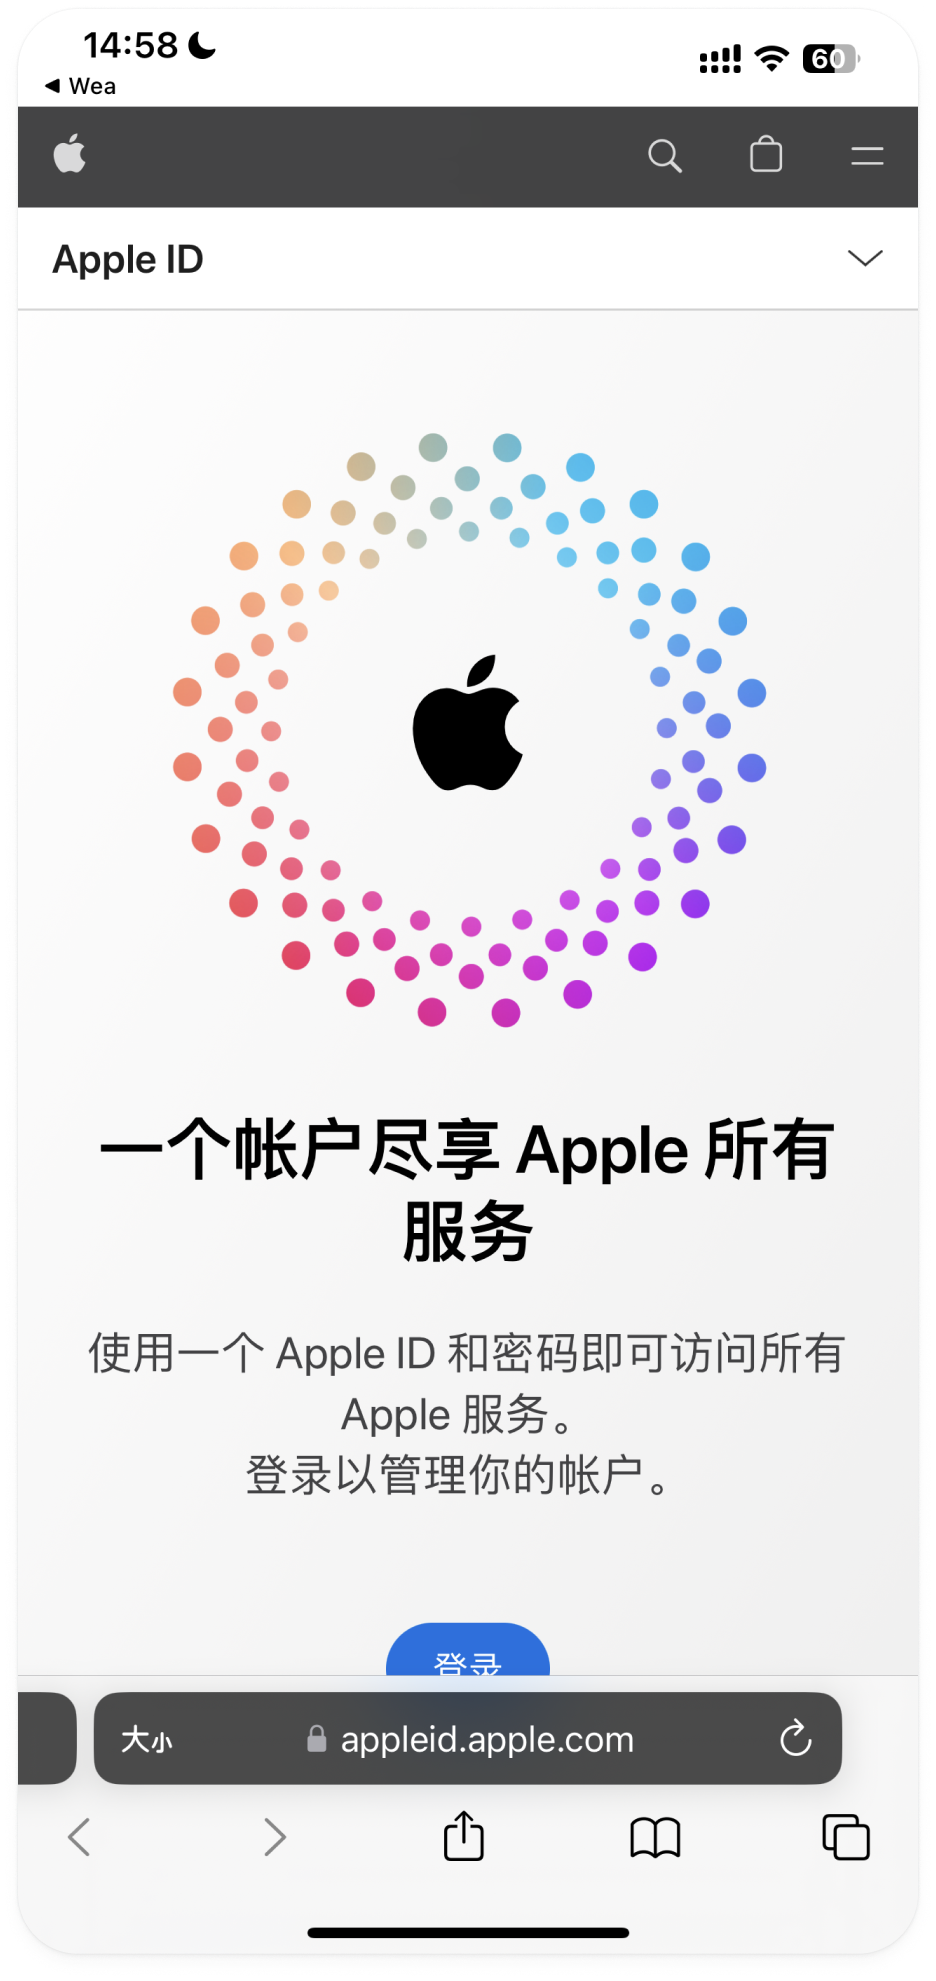 14:58
60
◀ Wea
Apple ID
一个帐户尽享 Apple 所有
服务
使用一个 Apple ID 和密码即可访问所有
Apple 服务。
登录以管理你的帐户。
登录
大小 appleid.apple.com